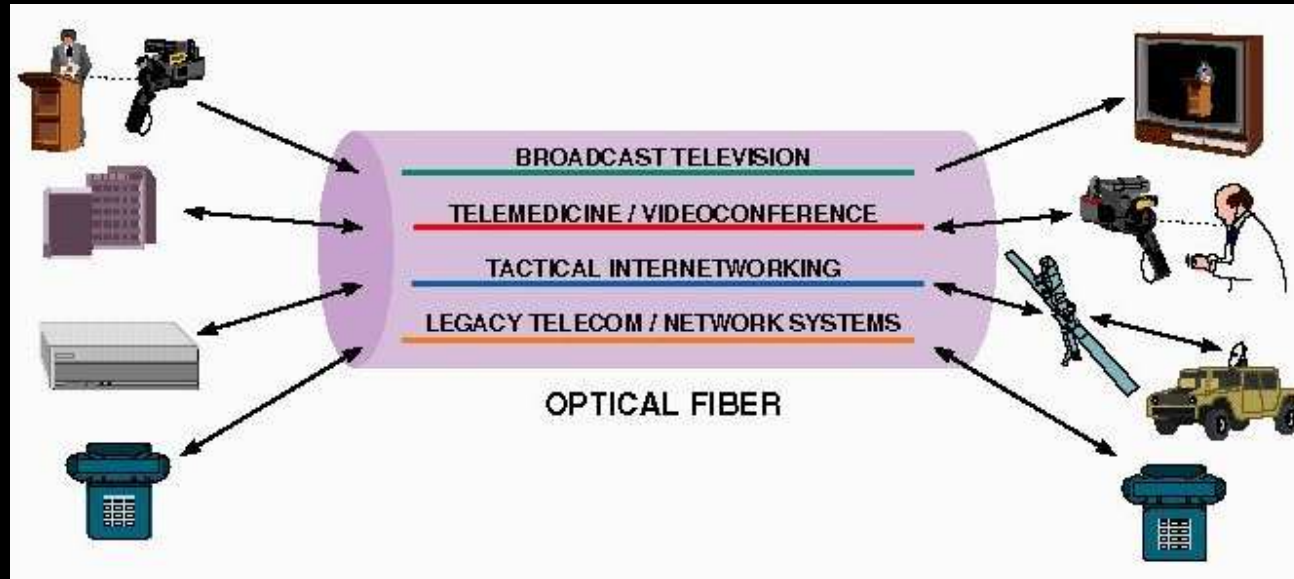 BROADCAST TELEVISION
TELEMEDICINE / VIDEOCONFERENCE
TACTICAL INTERNETWORKING
LEGACY TELECOM / NETWORK SYSTEMS
OPTICAL FIBER